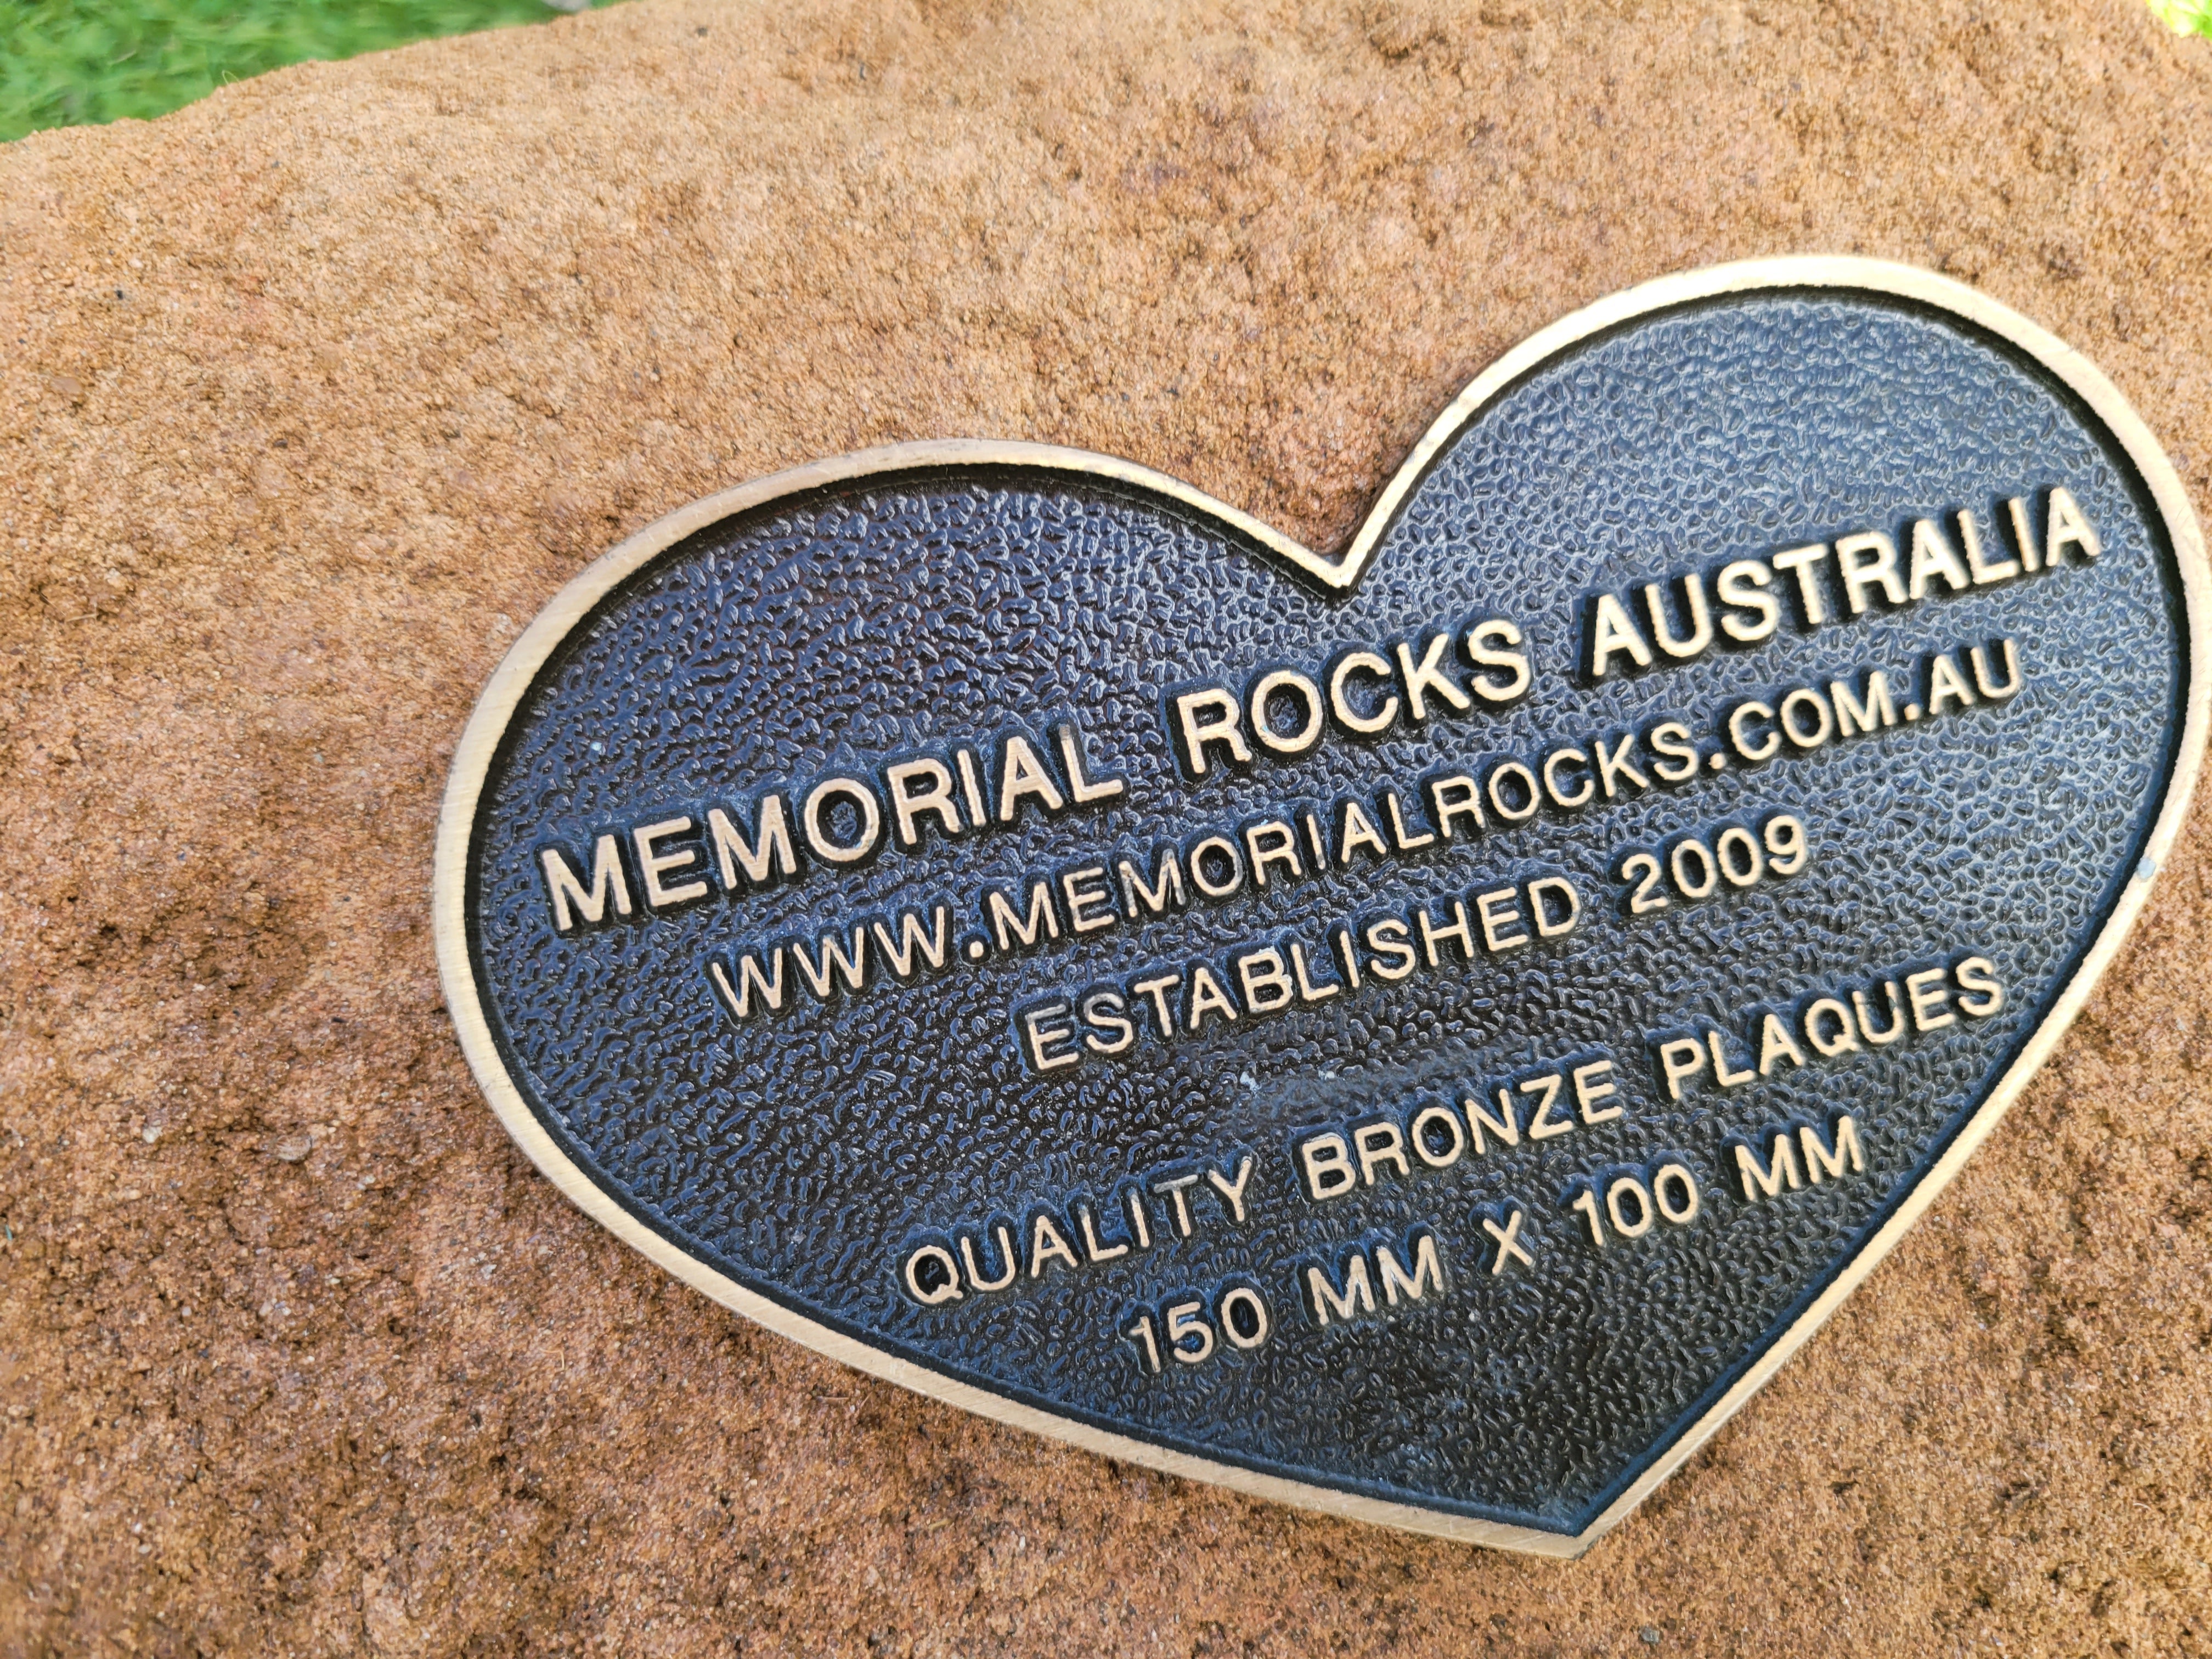 MEMORIAL ROCKS AUSTRALIA
WWW.MEMORIALROCKS.COM.AU
ESTABLISHED 2009
QUALITY BRONZE PLAQUES
150 MM X 100 MM